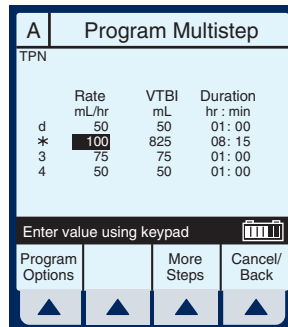 A Program Multistep
TPN
Rate VTBI Duration
mL/hr mL hr : min
d 50 50 01: 00
* 100 825 08: 15
3 75 75 01: 00
4 50 50 01: 00
Enter value using keypad
Program More Cancel/
Options Steps Back